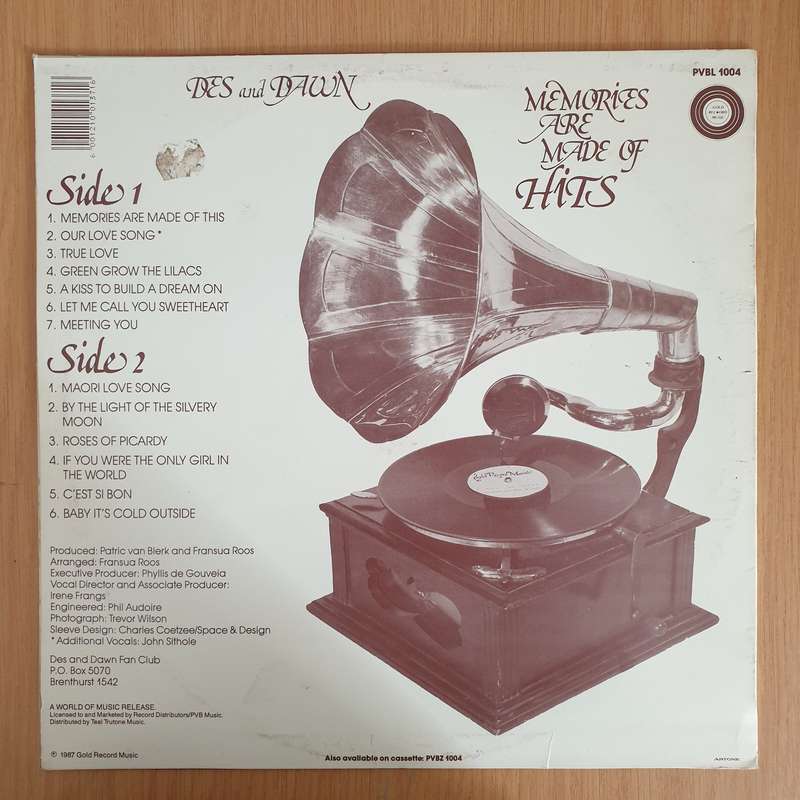 DES and DAWN
MEMORIES
ARE
MADE OF
HITS
PVBL 1004
GOLD
6 001210 013716
Side 1
1. MEMORIES ARE MADE OF THIS
2. OUR LOVE SONG*
3. TRUE LOVE
4. GREEN GROW THE LILACS
5. A KISS TO BUILD A DREAM ON
6. LET ME CALL YOU SWEETHEART
7. MEETING YOU
Side 2
1. MAORI LOVE SONG
2. BY THE LIGHT OF THE SILVERY
MOON
3. ROSES OF PICARDY
4. IF YOU WERE THE ONLY GIRL IN
THE WORLD
5. C'EST SI BON
6. BABY IT'S COLD OUTSIDE
Produced: Patric van Blerk and Fransua Roos
Arranged: Fransua Roos
Executive Producer: Phyllis de Gouveia
Vocal Director and Associate Producer:
Irene Frangs
Engineered: Phil Audoire
Photograph: Trevor Wilson
Sleeve Design: Charles Coetzee/Space & Design
*Additional Vocals: John Sithole
Des and Dawn Fan Club
P.O. Box 5070
Brenthurst 1542
A WORLD OF MUSIC RELEASE.
Licensed to and Marketed by Record Distributors/PVB Music.
Distributed by Teal Trutone Music.
℗ 1987 Gold Record Music
Also available on cassette: PVBZ 1004
ARTONE